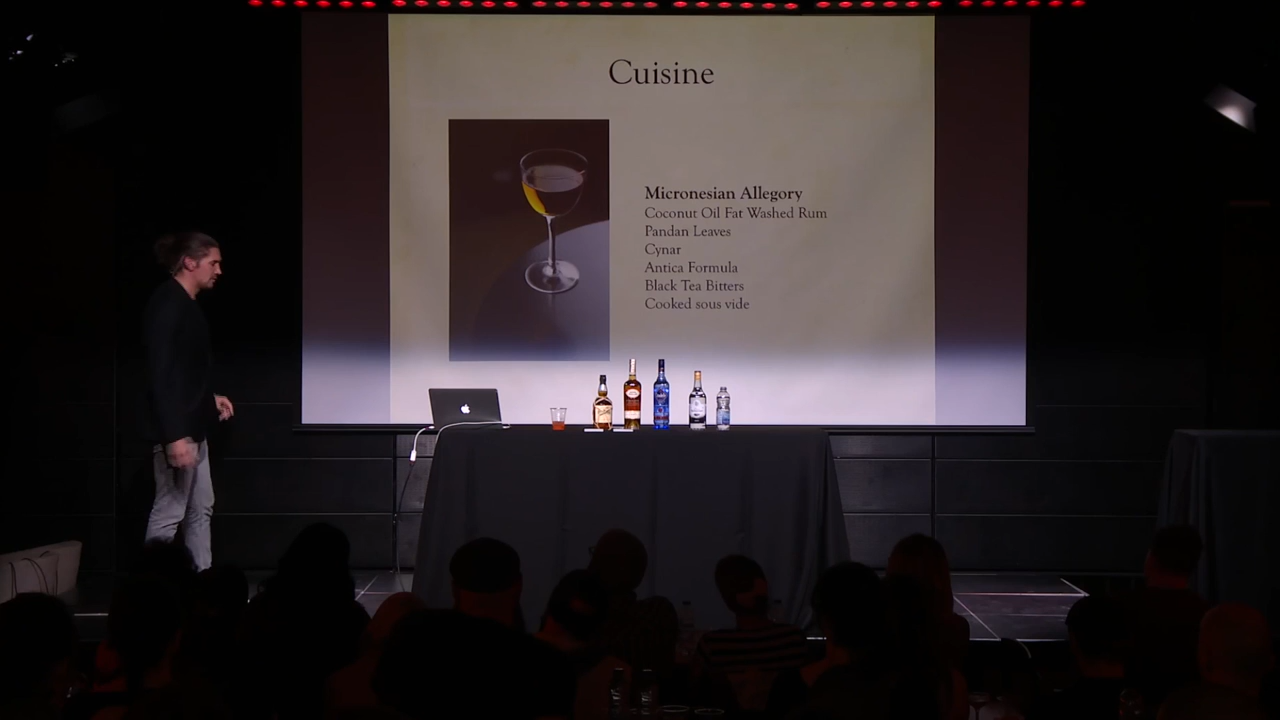 Cuisine
Micronesian Allegory
Coconut Oil Fat Washed Rum
Pandan Leaves
Cynar
Antica Formula
Black Tea Bitters
Cooked sous vide